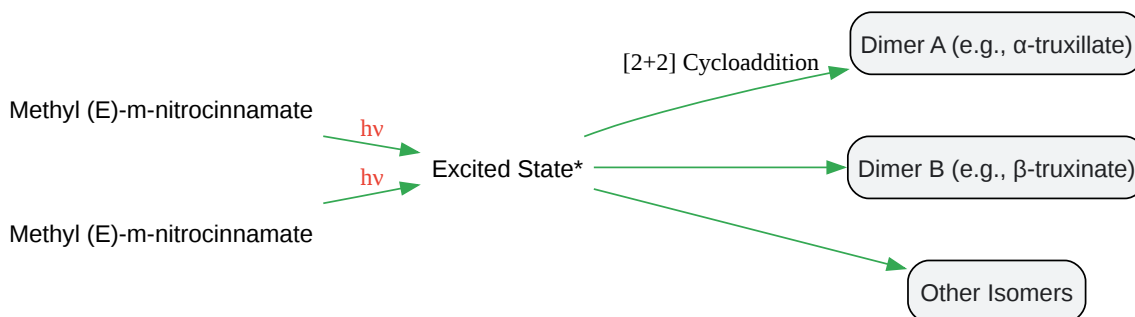 Methyl (E)-m-nitrocinnamate
Methyl (E)-m-nitrocinnamate
hν
hν
Excited State*
[2+2] Cycloaddition
Dimer A (e.g., α-truxillate)
Dimer B (e.g., β-truxinate)
Other Isomers